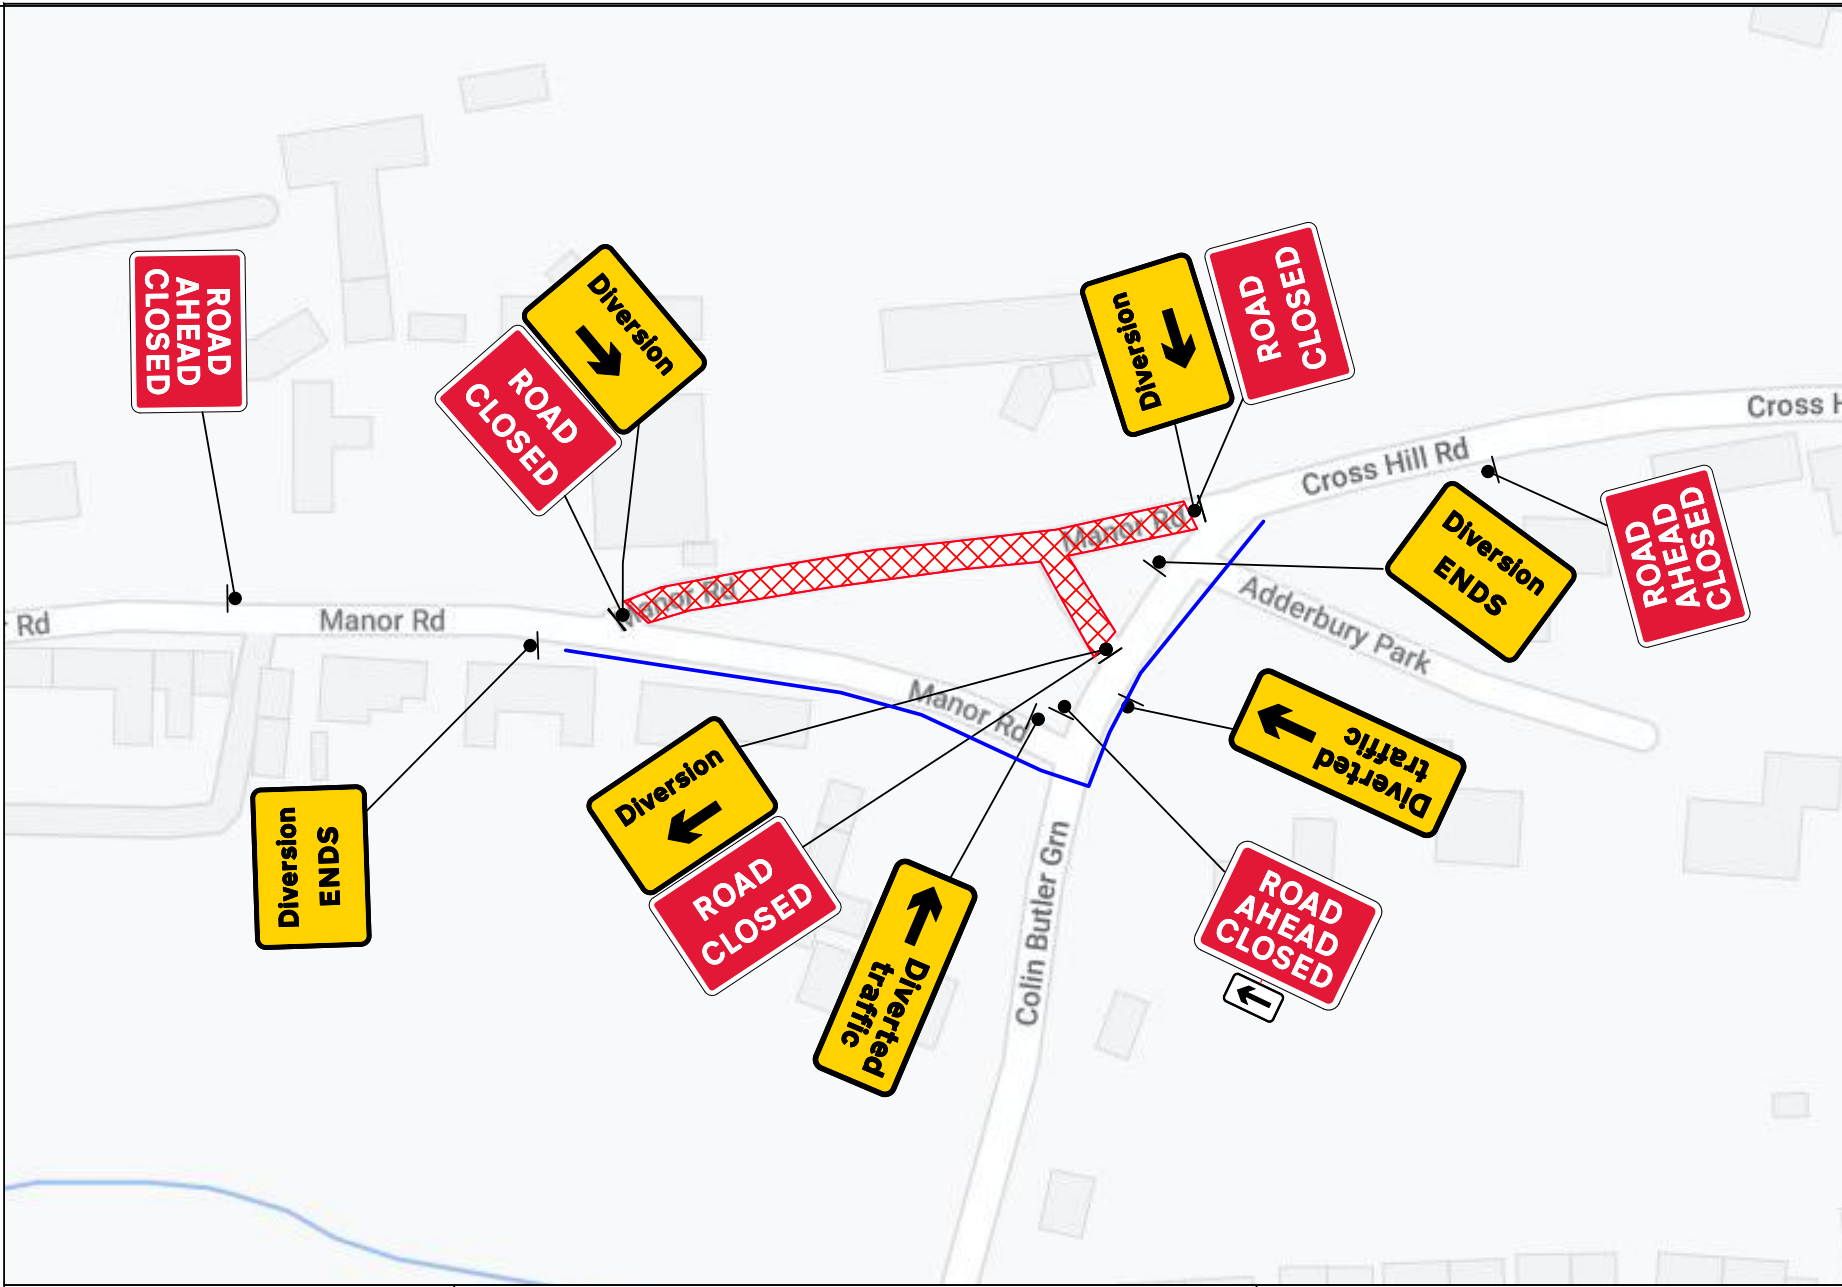 ROAD
AHEAD
CLOSED
Diversion
ROAD
CLOSED
Diversion
ROAD
CLOSED
Cross H
Cross Hill Rd
Diversion
ENDS
ROAD
AHEAD
CLOSED
Manor Rd
Manor Rd
Rd
Manor Rd
Adderbury Park
Manor Rd
Diverted
traffic
Diversion
ROAD
CLOSED
Diversion
ENDS
Diverted
traffic
Colin Butler Grn
ROAD
AHEAD
CLOSED